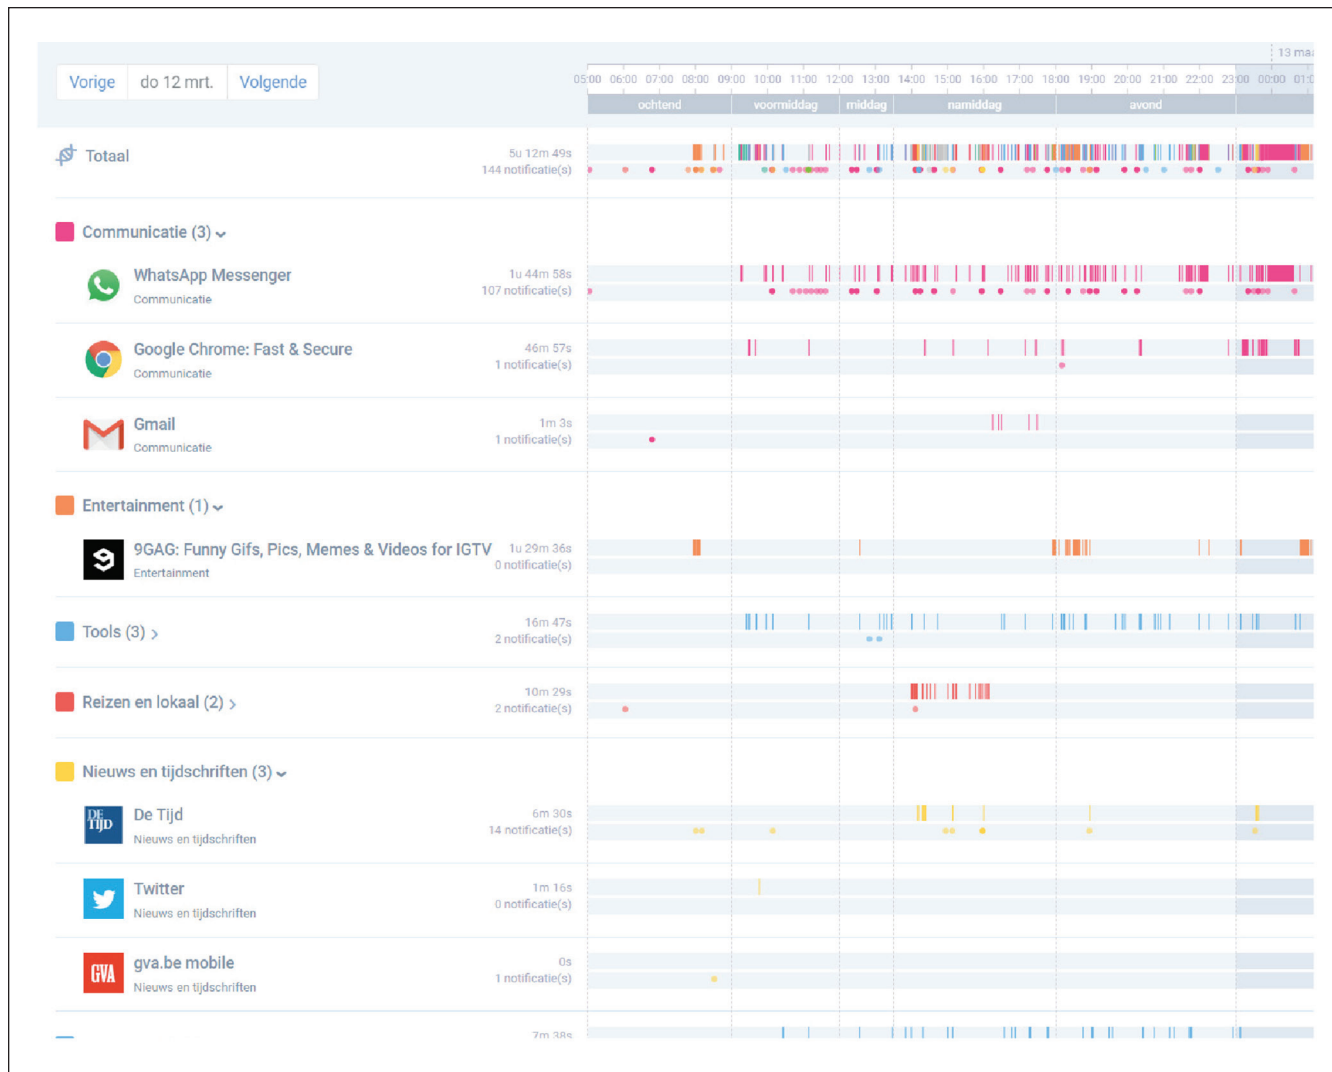 13 maa
Vorige do 12 mrt. Volgende
05:00 06:00 07:00 08:00 09:00 10:00 11:00 12:00 13:00 14:00 15:00 16:00 17:00 18:00 19:00 20:00 21:00 22:00 23:00 00:00 01:0
ochtend voormiddag middag namiddag avond
Totaal
5u 12m 49s
144 notificatie(s)
Communicatie (3)
WhatsApp Messenger
Communicatie
1u 44m 58s
107 notificatie(s)
Google Chrome: Fast & Secure
Communicatie
46m 57s
1 notificatie(s)
Gmail
Communicatie
1m 3s
1 notificatie(s)
Entertainment (1)
9GAG: Funny Gifs, Pics, Memes & Videos for IGTV
Entertainment
1u 29m 36s
0 notificatie(s)
Tools (3)
16m 47s
2 notificatie(s)
Reizen en lokaal (2)
10m 29s
2 notificatie(s)
Nieuws en tijdschriften (3)
DE TIJD
De Tijd
Nieuws en tijdschriften
6m 30s
14 notificatie(s)
Twitter
Nieuws en tijdschriften
1m 16s
0 notificatie(s)
GVA
gva.be mobile
Nieuws en tijdschriften
0s
1 notificatie(s)
7m 38s